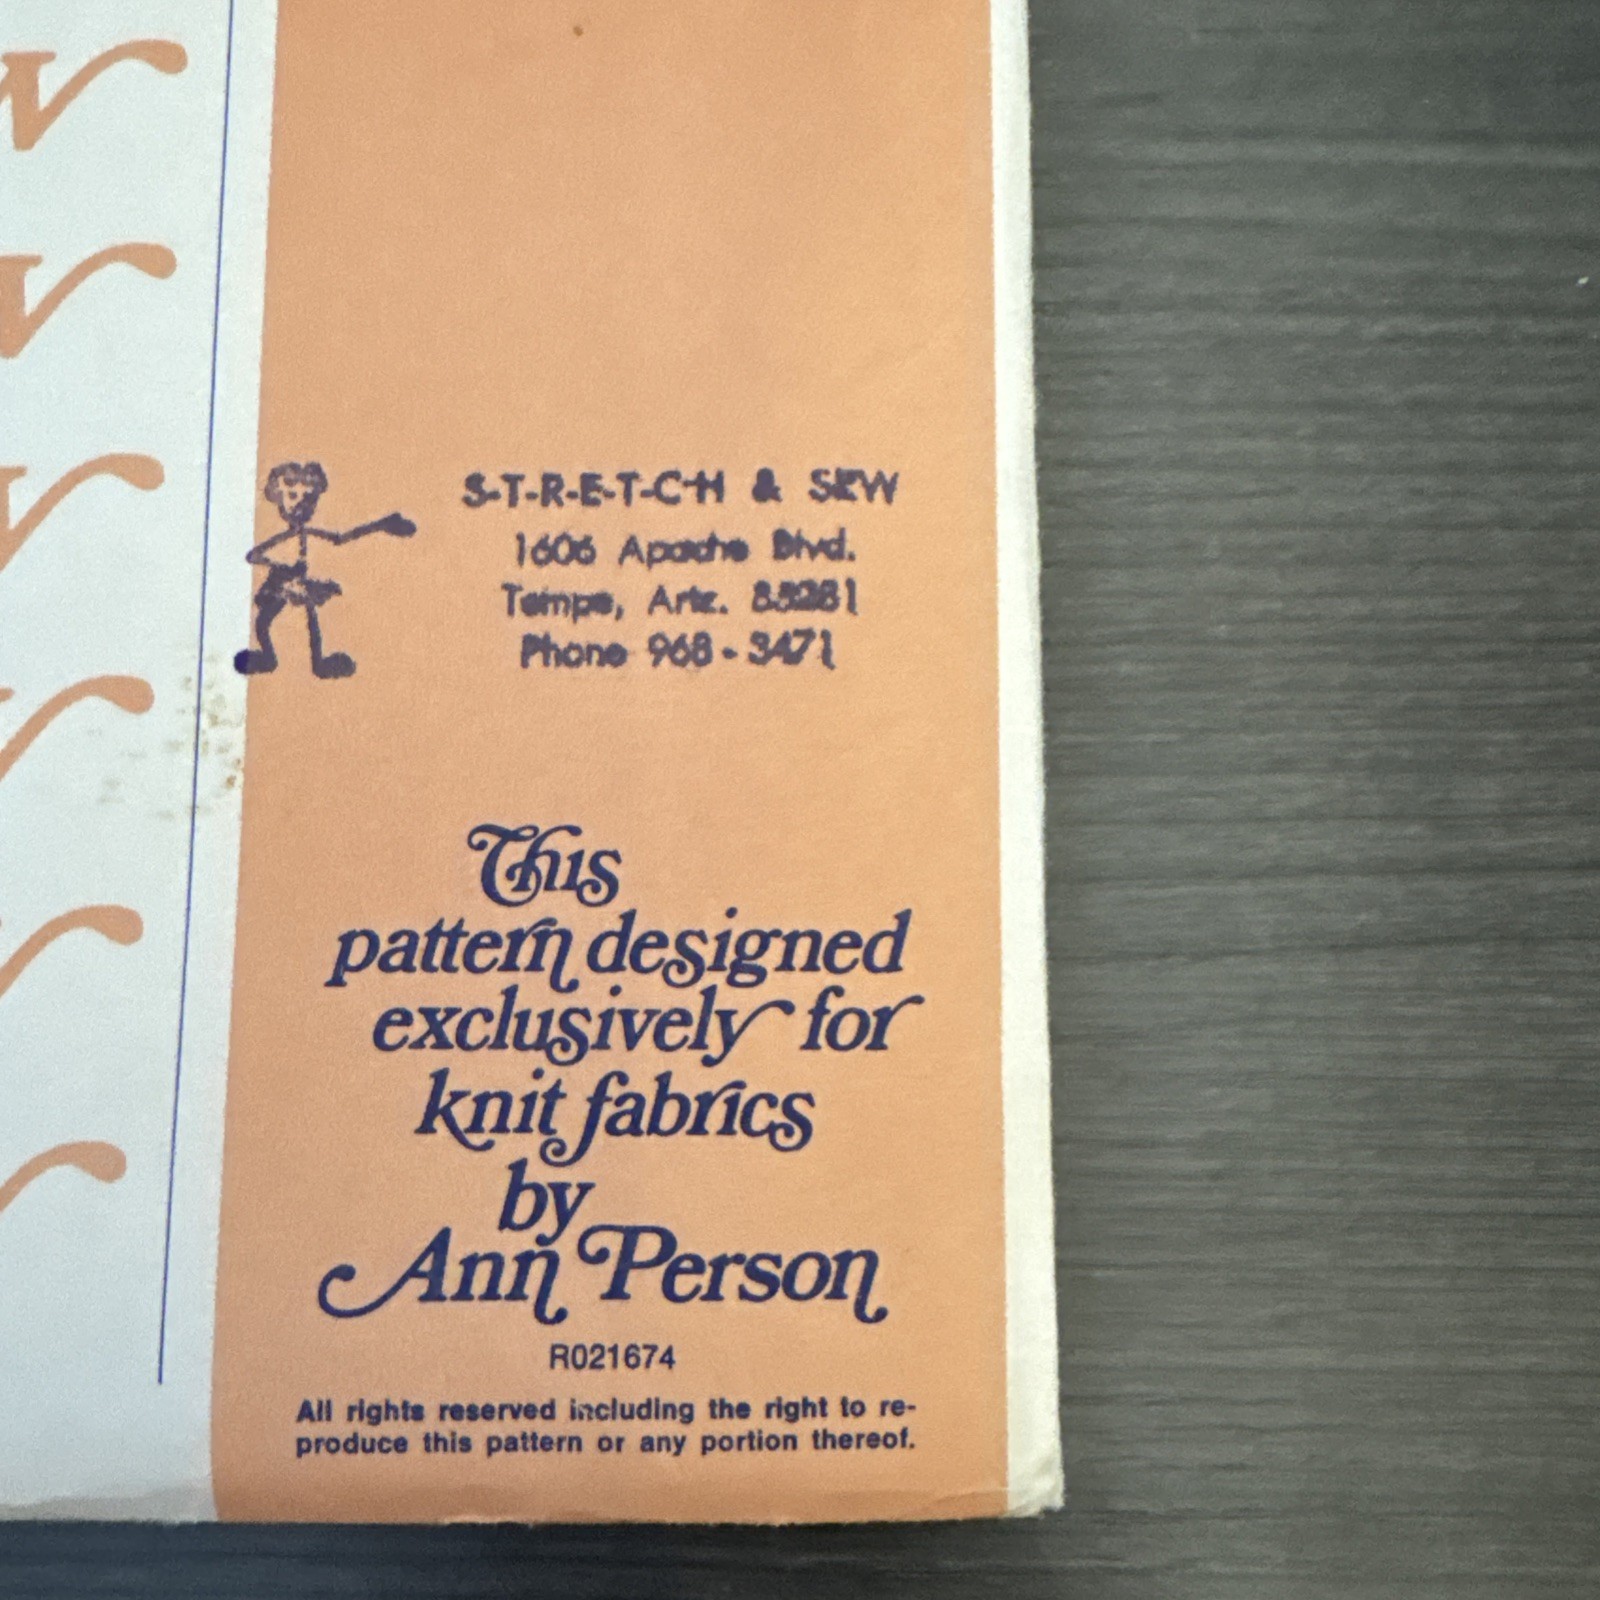 S-T-R-E-T-C-H & SEW
1606 Apache Blvd.
Tempe, Ariz. 85281
Phone 968-3471
This
pattern designed
exclusively for
knit fabrics
by
Ann Person
R021674
All rights reserved including the right to re-
produce this pattern or any portion thereof.